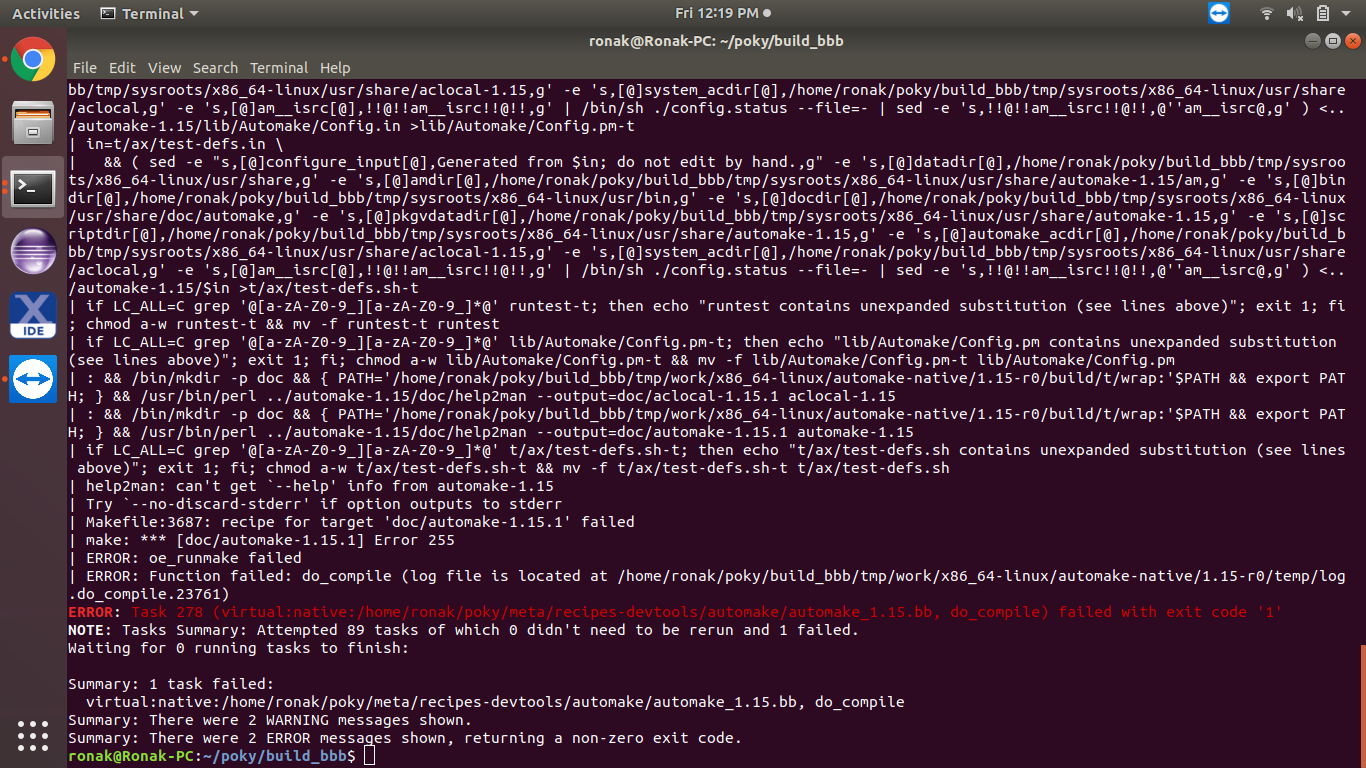 Activities
Terminal
Fri 12:19 PM
ronak@Ronak-PC: ~/poky/build_bbb
File Edit View Search Terminal Help
bb/tmp/sysroots/x86_64-linux/usr/share/aclocal-1.15,g' -e 's,[@]system_acdir[@],/home/ronak/poky/build_bbb/tmp/sysroots/x86_64-linux/usr/share
/aclocal,g' -e 's,[@]am__isrc[@],!!@!!am__isrc!!@!!,g' | /bin/sh ./config.status --file=- | sed -e 's,!!@!!am__isrc!!@!!,@''am__isrc@,g' ) <..
/automake-1.15/lib/Automake/Config.in >lib/Automake/Config.pm-t
| in=t/ax/test-defs.in \
|   && ( sed -e "s,[@]configure_input[@],Generated from $in; do not edit by hand.,g" -e 's,[@]datadir[@],/home/ronak/poky/build_bbb/tmp/sysroo
ts/x86_64-linux/usr/share,g' -e 's,[@]amdir[@],/home/ronak/poky/build_bbb/tmp/sysroots/x86_64-linux/usr/share/automake-1.15/am,g' -e 's,[@]bin
dir[@],/home/ronak/poky/build_bbb/tmp/sysroots/x86_64-linux/usr/bin,g' -e 's,[@]docdir[@],/home/ronak/poky/build_bbb/tmp/sysroots/x86_64-linux
/usr/share/doc/automake,g' -e 's,[@]pkgvdatadir[@],/home/ronak/poky/build_bbb/tmp/sysroots/x86_64-linux/usr/share/automake-1.15,g' -e 's,[@]sc
riptdir[@],/home/ronak/poky/build_bbb/tmp/sysroots/x86_64-linux/usr/share/automake-1.15,g' -e 's,[@]automake_acdir[@],/home/ronak/poky/build_b
bb/tmp/sysroots/x86_64-linux/usr/share/aclocal-1.15,g' -e 's,[@]system_acdir[@],/home/ronak/poky/build_bbb/tmp/sysroots/x86_64-linux/usr/share
/aclocal,g' -e 's,[@]am__isrc[@],!!@!!am__isrc!!@!!,g' | /bin/sh ./config.status --file=- | sed -e 's,!!@!!am__isrc!!@!!,@''am__isrc@,g' ) <..
/automake-1.15/$in >t/ax/test-defs.sh-t
| if LC_ALL=C grep '@[a-zA-Z0-9_][a-zA-Z0-9_]*@' runtest-t; then echo "runtest contains unexpanded substitution (see lines above)"; exit 1; fi
; chmod a-w runtest-t && mv -f runtest-t runtest
| if LC_ALL=C grep '@[a-zA-Z0-9_][a-zA-Z0-9_]*@' lib/Automake/Config.pm-t; then echo "lib/Automake/Config.pm contains unexpanded substitution
(see lines above)"; exit 1; fi; chmod a-w lib/Automake/Config.pm-t && mv -f lib/Automake/Config.pm-t lib/Automake/Config.pm
| : && /bin/mkdir -p doc && { PATH='/home/ronak/poky/build_bbb/tmp/work/x86_64-linux/automake-native/1.15-r0/build/t/wrap:'$PATH && export PAT
H; } && /usr/bin/perl ../automake-1.15/doc/help2man --output=doc/aclocal-1.15.1 aclocal-1.15
| : && /bin/mkdir -p doc && { PATH='/home/ronak/poky/build_bbb/tmp/work/x86_64-linux/automake-native/1.15-r0/build/t/wrap:'$PATH && export PAT
H; } && /usr/bin/perl ../automake-1.15/doc/help2man --output=doc/automake-1.15.1 automake-1.15
| if LC_ALL=C grep '@[a-zA-Z0-9_][a-zA-Z0-9_]*@' t/ax/test-defs.sh-t; then echo "t/ax/test-defs.sh contains unexpanded substitution (see lines
 above)"; exit 1; fi; chmod a-w t/ax/test-defs.sh-t && mv -f t/ax/test-defs.sh-t t/ax/test-defs.sh
| help2man: can't get `--help' info from automake-1.15
| Try `--no-discard-stderr' if option outputs to stderr
| Makefile:3687: recipe for target 'doc/automake-1.15.1' failed
| make: *** [doc/automake-1.15.1] Error 255
| ERROR: oe_runmake failed
| ERROR: Function failed: do_compile (log file is located at /home/ronak/poky/build_bbb/tmp/work/x86_64-linux/automake-native/1.15-r0/temp/log
.do_compile.23761)
ERROR: Task 278 (virtual:native:/home/ronak/poky/meta/recipes-devtools/automake/automake_1.15.bb, do_compile) failed with exit code '1'
NOTE: Tasks Summary: Attempted 89 tasks of which 0 didn't need to be rerun and 1 failed.
Waiting for 0 running tasks to finish:
Summary: 1 task failed:
  virtual:native:/home/ronak/poky/meta/recipes-devtools/automake/automake_1.15.bb, do_compile
Summary: There were 2 WARNING messages shown.
Summary: There were 2 ERROR messages shown, returning a non-zero exit code.
ronak@Ronak-PC:~/poky/build_bbb$
X
IDE